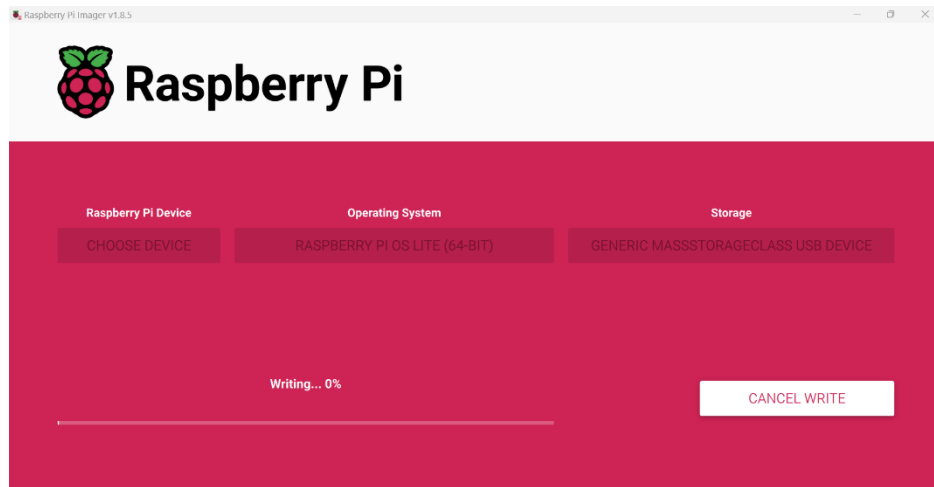 Raspberry Pi Imager v1.8.5
Raspberry Pi
Raspberry Pi Device
Operating System
Storage
CHOOSE DEVICE
RASPBERRY PI OS LITE (64-BIT)
GENERIC MASSSTORAGECLASS USB DEVICE
Writing... 0%
CANCEL WRITE